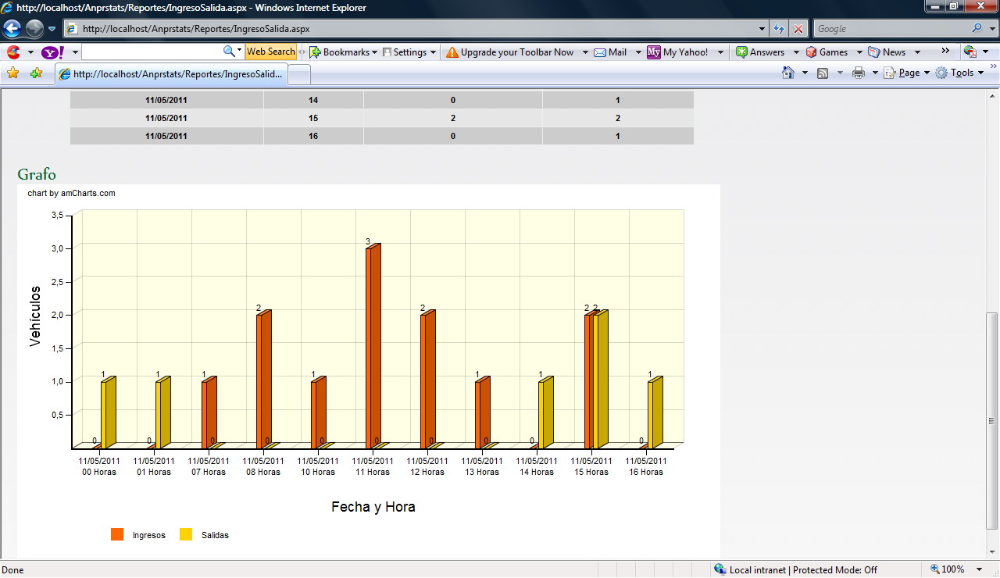 http://localhost/Anprstats/Reportes/IngresoSalida.aspx - Windows Internet Explorer
http://localhost/Anprstats/Reportes/IngresoSalida.aspx Google
Y! Web Search Bookmarks Settings Upgrade your Toolbar Now Mail My My Yahoo! Answers Games News »
http://localhost/Anprstats/Reportes/IngresoSalid... Page Tools »
11/05/2011 14 0 1
11/05/2011 15 2 2
11/05/2011 16 0 1
Grafo
chart by amCharts.com
3,5
3,0
2,5
2,0
1,5
1,0
0,5
Vehículos
0 1 0 1 1 0 2 0 1 0 3 0 2 0 1 0 0 1 2 2 0 1
11/05/2011 11/05/2011 11/05/2011 11/05/2011 11/05/2011 11/05/2011 11/05/2011 11/05/2011 11/05/2011 11/05/2011 11/05/2011
00 Horas 01 Horas 07 Horas 08 Horas 10 Horas 11 Horas 12 Horas 13 Horas 14 Horas 15 Horas 16 Horas
Fecha y Hora
Ingresos Salidas
Done Local intranet | Protected Mode: Off 100%